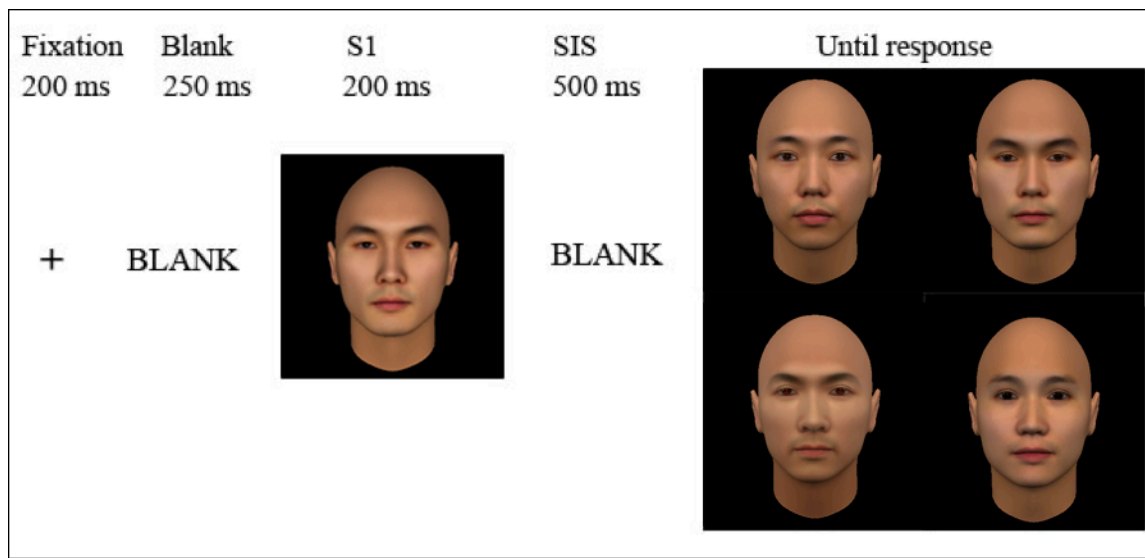 Fixation Blank S1 SIS Until response
200 ms 250 ms 200 ms 500 ms
+ BLANK BLANK